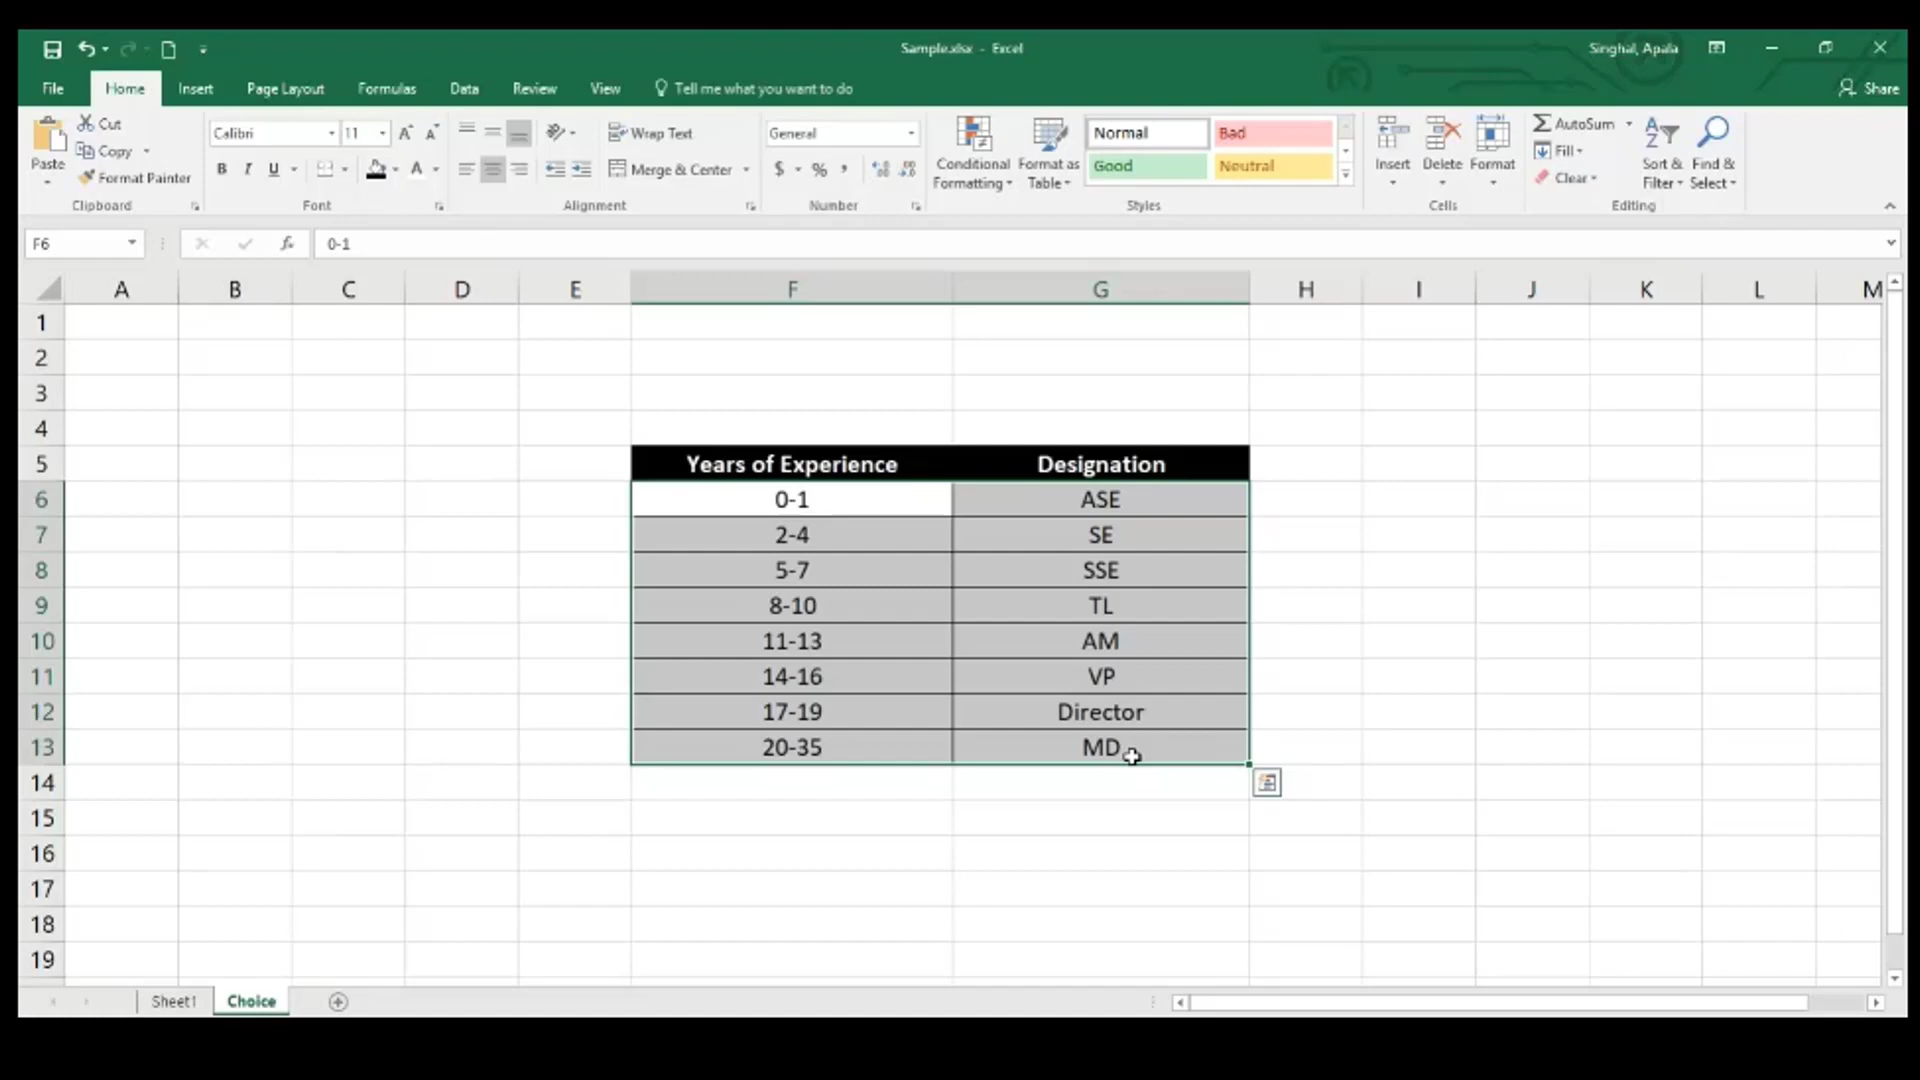 Sample.xlsx - Excel
Singhal, Apala
File Home Insert Page Layout Formulas Data Review View Tell me what you want to do
Share
Paste
Cut
Copy
Format Painter
Clipboard
Calibri 11
B I U
Font
Wrap Text
Merge & Center
Alignment
General
$ % ,
Number
Conditional Formatting
Format as Table
Normal Bad
Good Neutral
Styles
Insert Delete Format
Cells
AutoSum
Fill
Clear
Sort & Filter
Find & Select
Editing
F6 fx 0-1
A B C D E F G H I J K L M
1
2
3
4
5 Years of Experience Designation
6 0-1 ASE
7 2-4 SE
8 5-7 SSE
9 8-10 TL
10 11-13 AM
11 14-16 VP
12 17-19 Director
13 20-35 MD
14
15
16
17
18
19
Sheet1 Choice